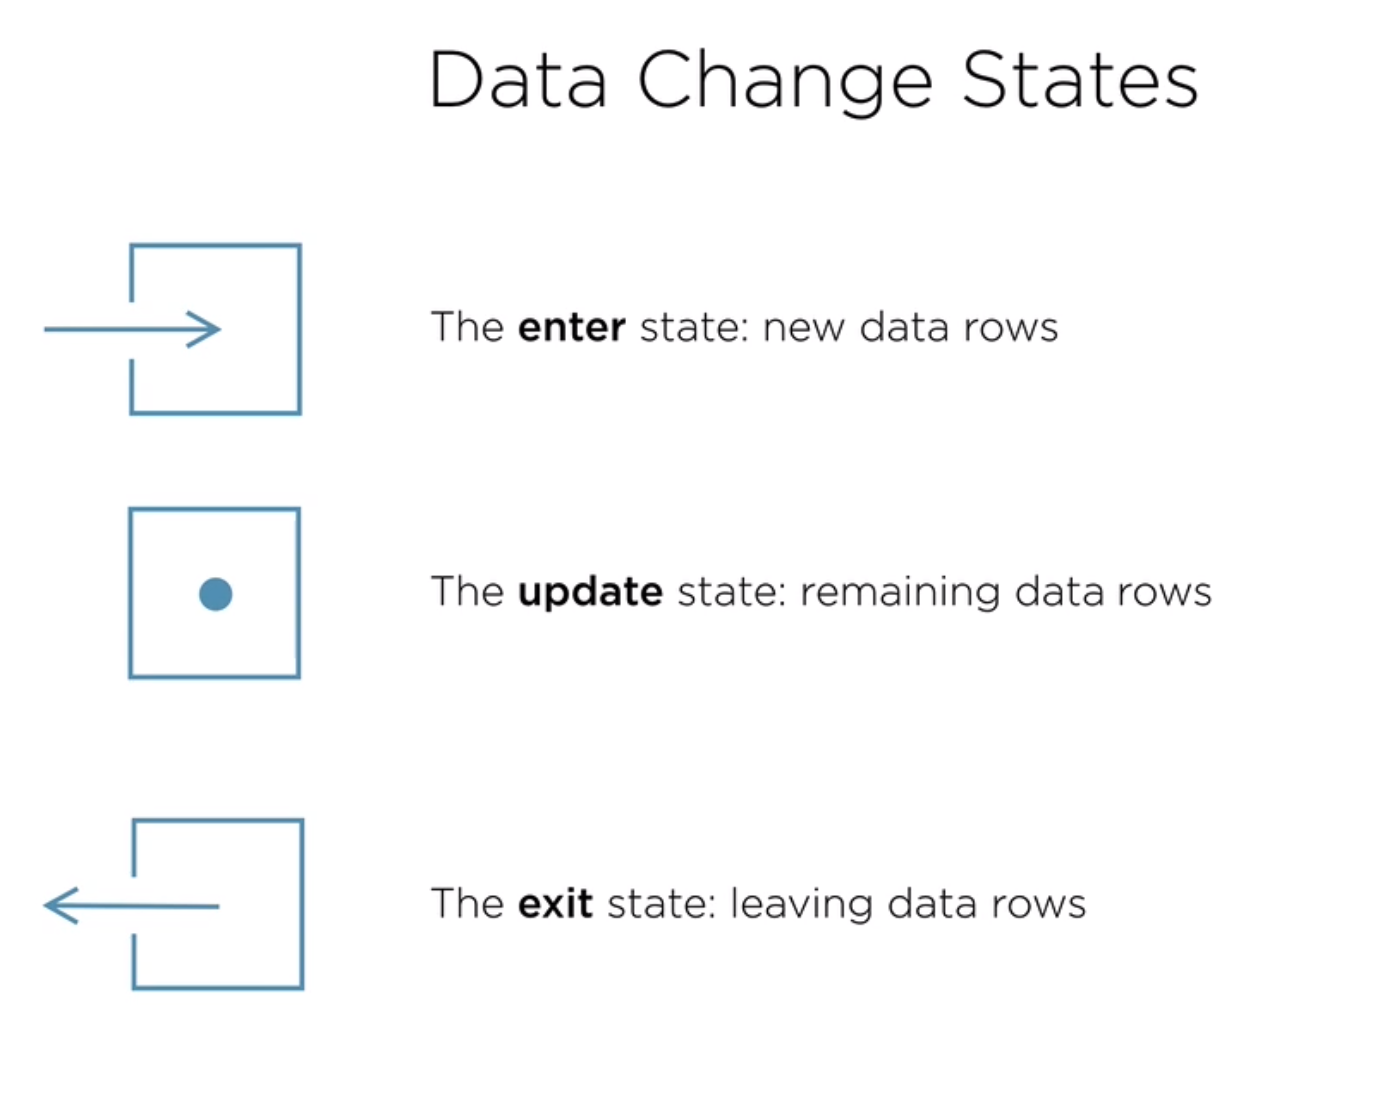 Data Change States
The enter state: new data rows
The update state: remaining data rows
The exit state: leaving data rows